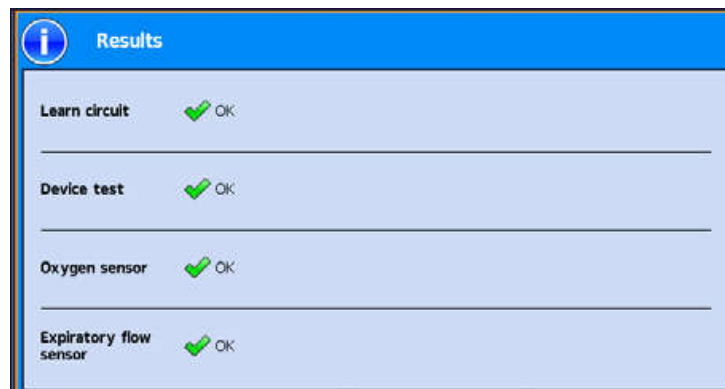 Results
Learn circuit OK
Device test OK
Oxygen sensor OK
Expiratory flow
sensor OK